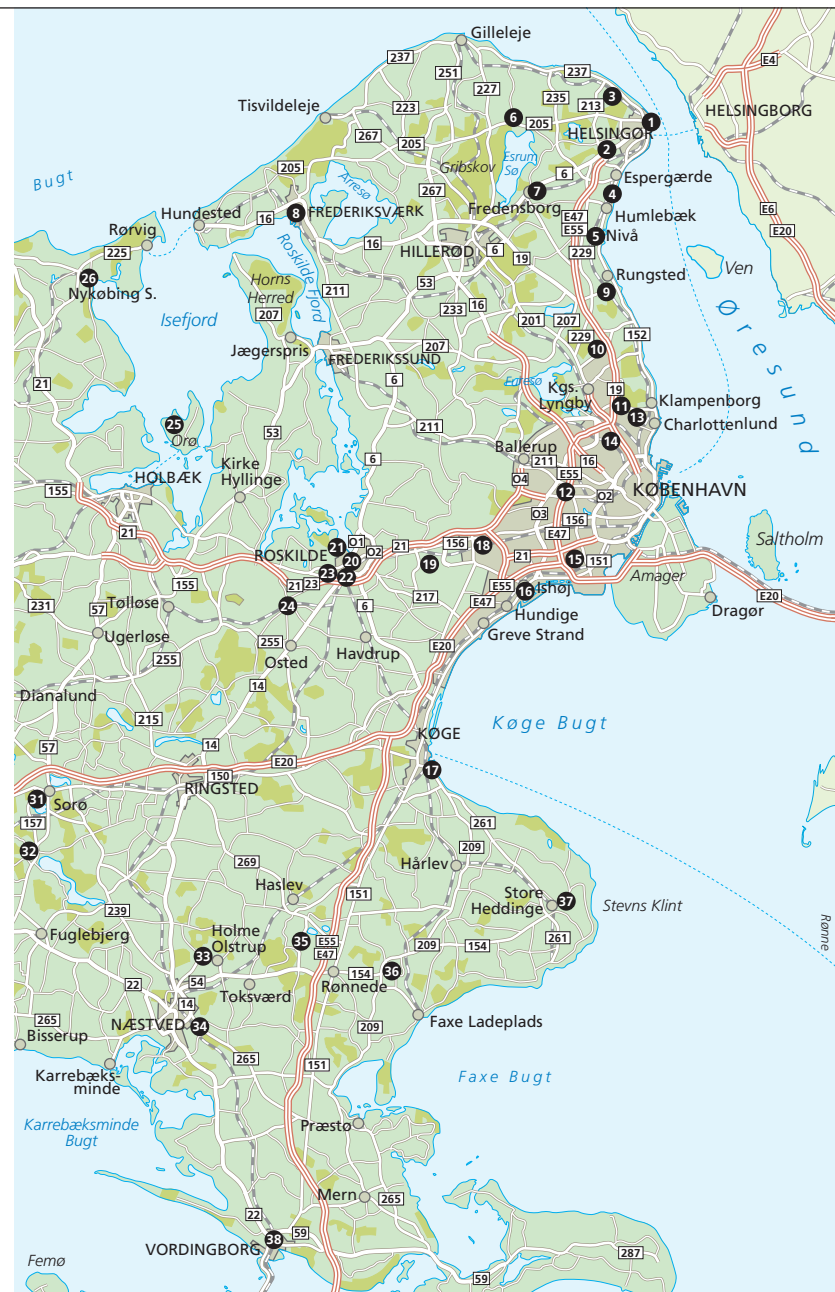 Gilleleje
237
251
237
E4
227
235
3
213
Tisvildeleje
223
6
205
1
HELSINGBORG
267
205
HELSINGØR
2
Esrum
Sø
Gribskov
205
6
Espergærde
Bugt
Arresø
267
7
4
E6
8
FREDERIKSVÆRK
Fredensborg
E47
Humlebæk
Hundested
16
E55
E20
Rørvig
5
Nivå
225
16
HILLERØD
6
229
Roskilde Fjord
19
Ven
26
Nykøbing S.
Horns
Herred
211
53
Rungsted
9
207
233
16
Øresund
Isefjord
201
207
152
229
Jægerspris
207
10
FREDERIKSSUND
21
6
Furesø
Kgs.
Lyngby
19
Klampenborg
11
13
Charlottenlund
25
Orø
211
53
14
Ballerup
6
211
16
Kirke
Hyllinge
E55
HOLBÆK
O4
155
12
O2
KØBENHAVN
O3
156
21
E47
21
O1
156
18
Saltholm
ROSKILDE
20
O2
21
21
15
151
23
22
19
155
21
23
E55
16
Ishøj
Amager
231
24
217
E47
Hundige
Dragør
E20
57
Tølløse
6
Greve Strand
Ugerløse
255
E20
255
Osted
Havdrup
14
Dianalund
215
Køge Bugt
57
14
KØGE
E20
150
17
RINGSTED
31
Sorø
157
261
32
209
269
Hårlev
Haslev
151
Store
Heddinge
37
Stevns Klint
239
Holme
Olstrup
Fuglebjerg
35
E55
E47
209
154
261
Rønne
33
36
22
54
154
Rønnede
Toksværd
14
265
NÆSTVED
34
209
Faxe Ladeplads
Bisserup
265
151
Karrebæks-
minde
Faxe Bugt
Karrebæksminde
Bugt
Præstø
Mern
265
22
59
38
VORDINGBORG
287
Femø
59